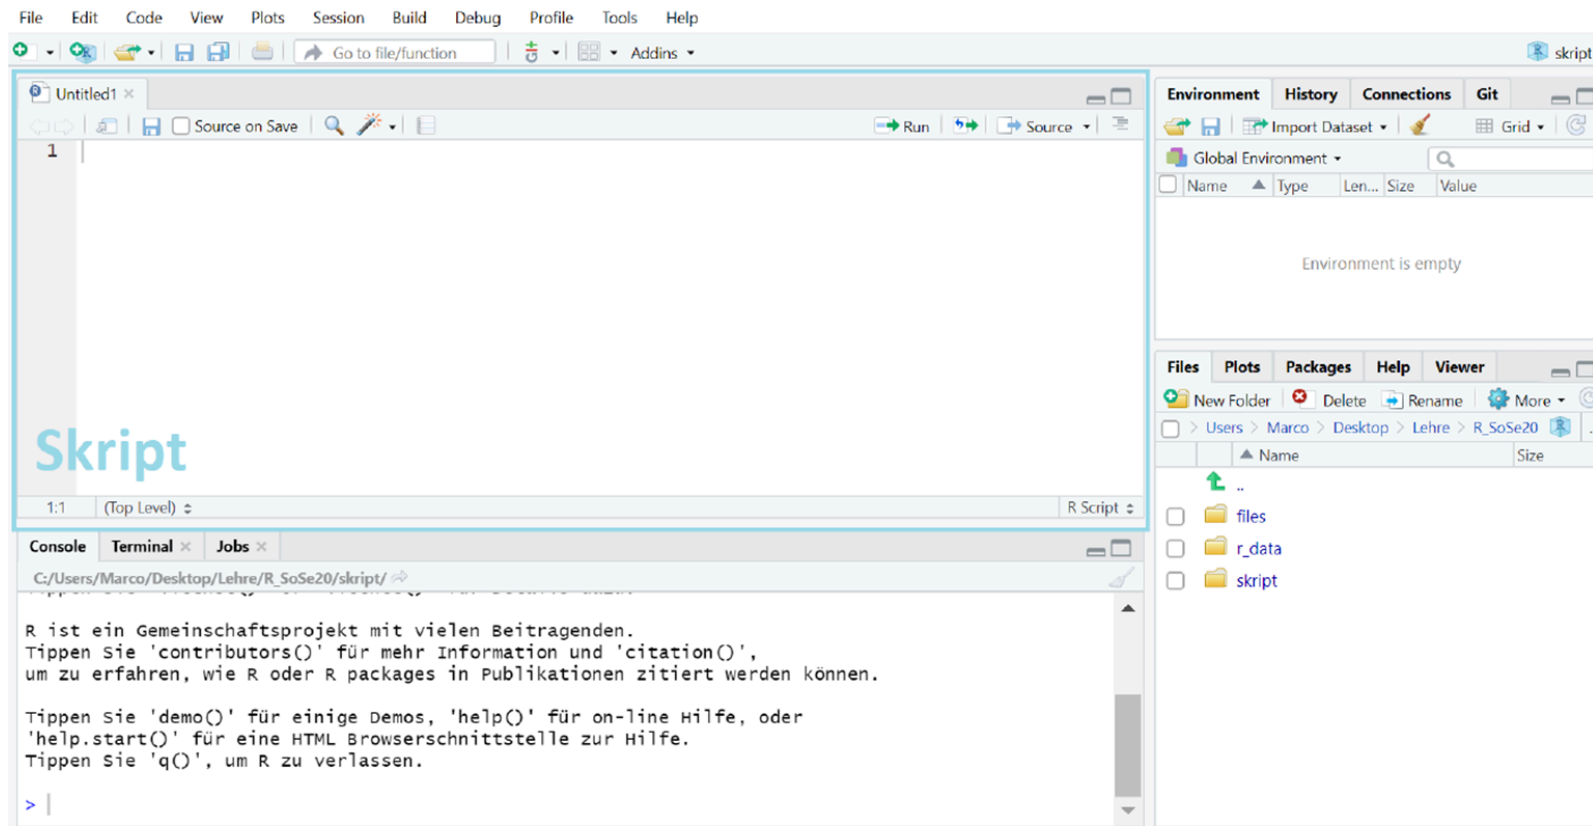 File Edit Code View Plots Session Build Debug Profile Tools Help
Go to file/function Addins skript
Untitled1
Source on Save Run Source
1
Skript
1:1 (Top Level) R Script
Console Terminal Jobs
C:/Users/Marco/Desktop/Lehre/R_SoSe20/skript/
R ist ein Gemeinschaftsprojekt mit vielen Beitragenden.
Tippen Sie 'contributors()' für mehr Information und 'citation()',
um zu erfahren, wie R oder R packages in Publikationen zitiert werden können.
Tippen Sie 'demo()' für einige Demos, 'help()' für on-line Hilfe, oder
'help.start()' für eine HTML Browserschnittstelle zur Hilfe.
Tippen Sie 'q()', um R zu verlassen.
>
Environment History Connections Git
Import Dataset Grid
Global Environment
Name Type Len... Size Value
Environment is empty
Files Plots Packages Help Viewer
New Folder Delete Rename More
Users > Marco > Desktop > Lehre > R_SoSe20
Name Size
..
files
r_data
skript